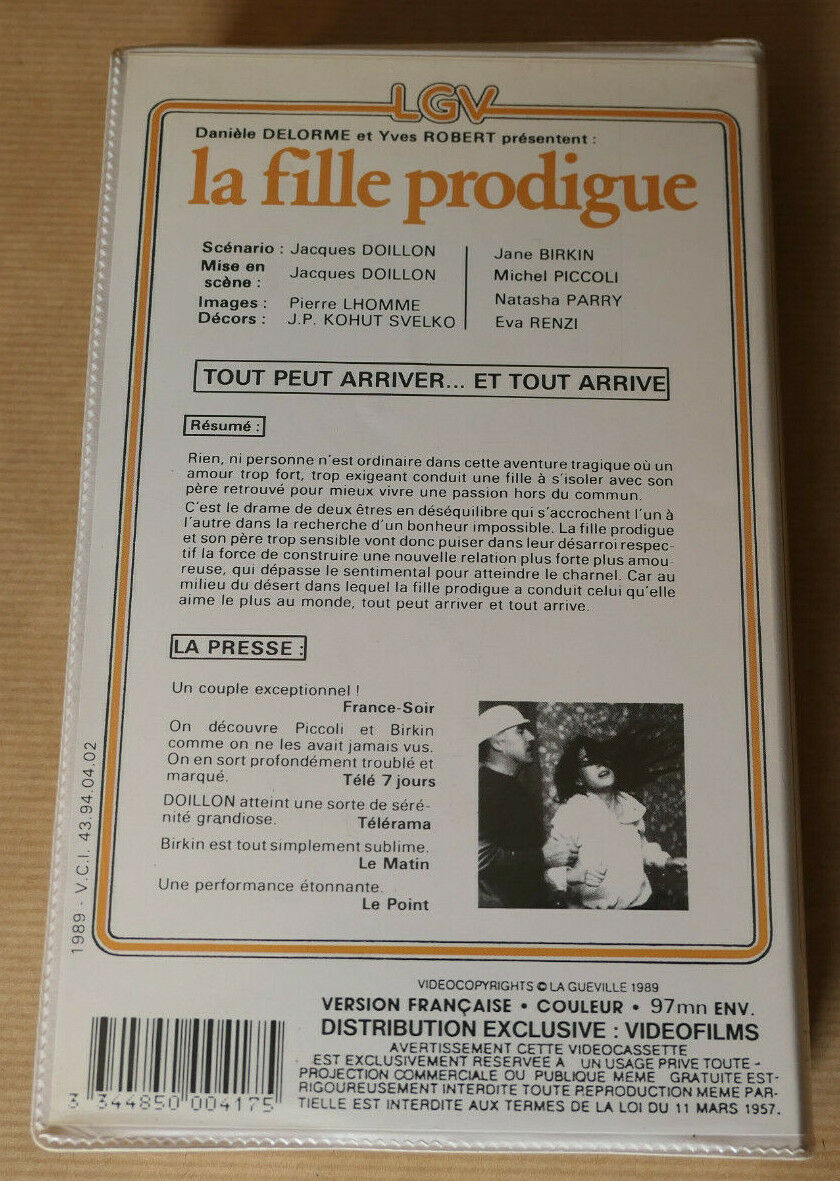 LGV
Danièle DELORME et Yves ROBERT présentent :
la fille prodigue
Scénario : Jacques DOILLON
Mise en scène : Jacques DOILLON
Images : Pierre LHOMME
Décors : J.P. KOHUT SVELKO
Jane BIRKIN
Michel PICCOLI
Natasha PARRY
Eva RENZI
TOUT PEUT ARRIVER... ET TOUT ARRIVE
Résumé :
Rien, ni personne n'est ordinaire dans cette aventure tragique où un
amour trop fort, trop exigeant conduit une fille à s'isoler avec son
père retrouvé pour mieux vivre une passion hors du commun.
C'est le drame de deux êtres en déséquilibre qui s'accrochent l'un à
l'autre dans la recherche d'un bonheur impossible. La fille prodigue
et son père trop sensible vont donc puiser dans leur désarroi respec-
tif la force de construire une nouvelle relation plus forte plus amou-
reuse, qui dépasse le sentimental pour atteindre le charnel. Car au
milieu du désert dans lequel la fille prodigue a conduit celui qu'elle
aime le plus au monde, tout peut arriver et tout arrive.
LA PRESSE :
Un couple exceptionnel !
France-Soir
On découvre Piccoli et Birkin
comme on ne les avait jamais vus.
On en sort profondément troublé et
marqué. Télé 7 jours
DOILLON atteint une sorte de séré-
nité grandiose. Télérama
Birkin est tout simplement sublime.
Le Matin
Une performance étonnante.
Le Point
1989 - V.C.I. 43.94.04.02
VIDEOCOPYRIGHTS © LA GUEVILLE 1989
VERSION FRANÇAISE • COULEUR • 97mn ENV.
DISTRIBUTION EXCLUSIVE : VIDEOFILMS
AVERTISSEMENT CETTE VIDEOCASSETTE
EST EXCLUSIVEMENT RESERVEE A UN USAGE PRIVE TOUTE -
PROJECTION COMMERCIALE OU PUBLIQUE MEME GRATUITE EST-
RIGOUREUSEMENT INTERDITE TOUTE REPRODUCTION MEME PAR-
TIELLE EST INTERDITE AUX TERMES DE LA LOI DU 11 MARS 1957.
3 344850 004175